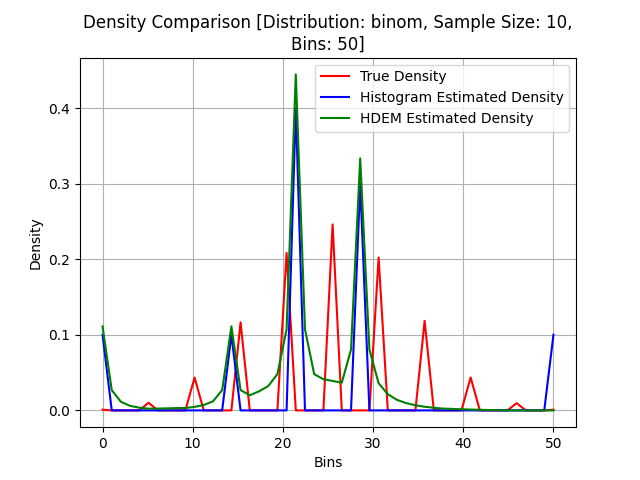 Density Comparison [Distribution: binom, Sample Size: 10,
Bins: 50]
True Density
Histogram Estimated Density
HDEM Estimated Density
Density
0.4
0.3
0.2
0.1
0.0
0 10 20 30 40 50
Bins